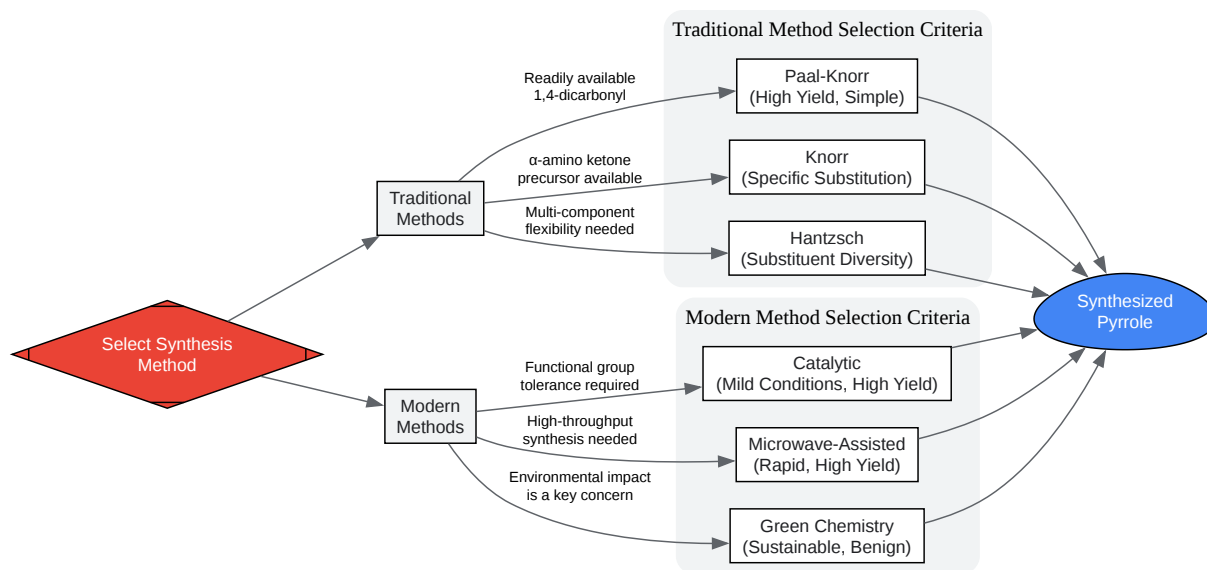 Traditional Method Selection Criteria
Readily available
1,4-dicarbonyl
Paal-Knorr
(High Yield, Simple)
α-amino ketone
precursor available
Knorr
(Specific Substitution)
Traditional
Methods
Multi-component
flexibility needed
Hantzsch
(Substituent Diversity)
Synthesized
Pyrrole
Select Synthesis
Method
Modern Method Selection Criteria
Functional group
tolerance required
Catalytic
(Mild Conditions, High Yield)
Modern
Methods
High-throughput
synthesis needed
Microwave-Assisted
(Rapid, High Yield)
Environmental impact
is a key concern
Green Chemistry
(Sustainable, Benign)